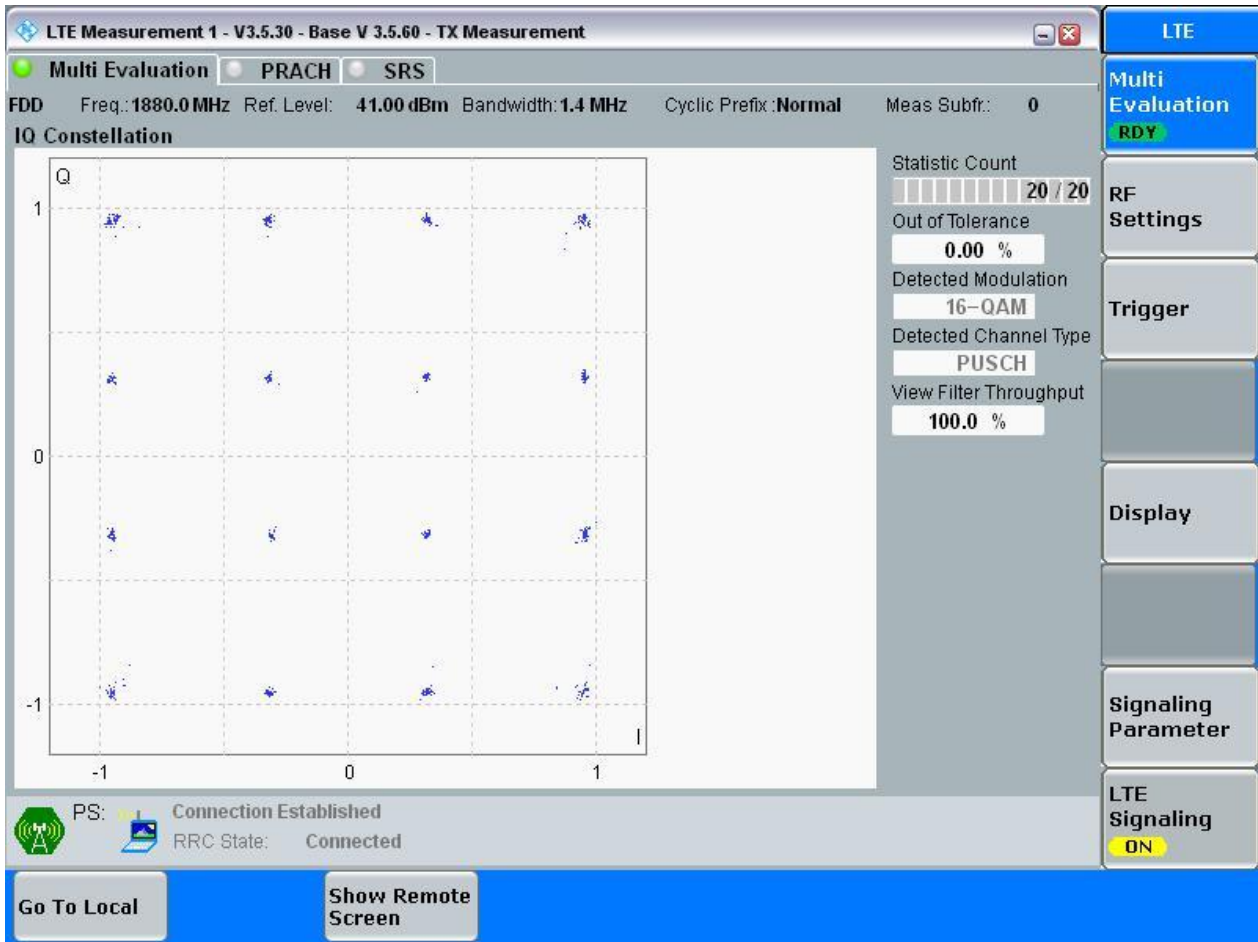 LTE Measurement 1 - V3.5.30 - Base V 3.5.60 - TX Measurement
LTE
Multi Evaluation PRACH SRS
Multi
Evaluation
RDY
FDD Freq.: 1880.0 MHz Ref. Level: 41.00 dBm Bandwidth: 1.4 MHz Cyclic Prefix : Normal Meas Subfr.: 0
IQ Constellation
Q
1
0
-1
-1 0 1
I
Statistic Count
20 / 20
Out of Tolerance
0.00 %
Detected Modulation
16-QAM
Detected Channel Type
PUSCH
View Filter Throughput
100.0 %
RF
Settings
Trigger
Display
Signaling
Parameter
LTE
Signaling
ON
PS: Connection Established
RRC State: Connected
Go To Local
Show Remote
Screen